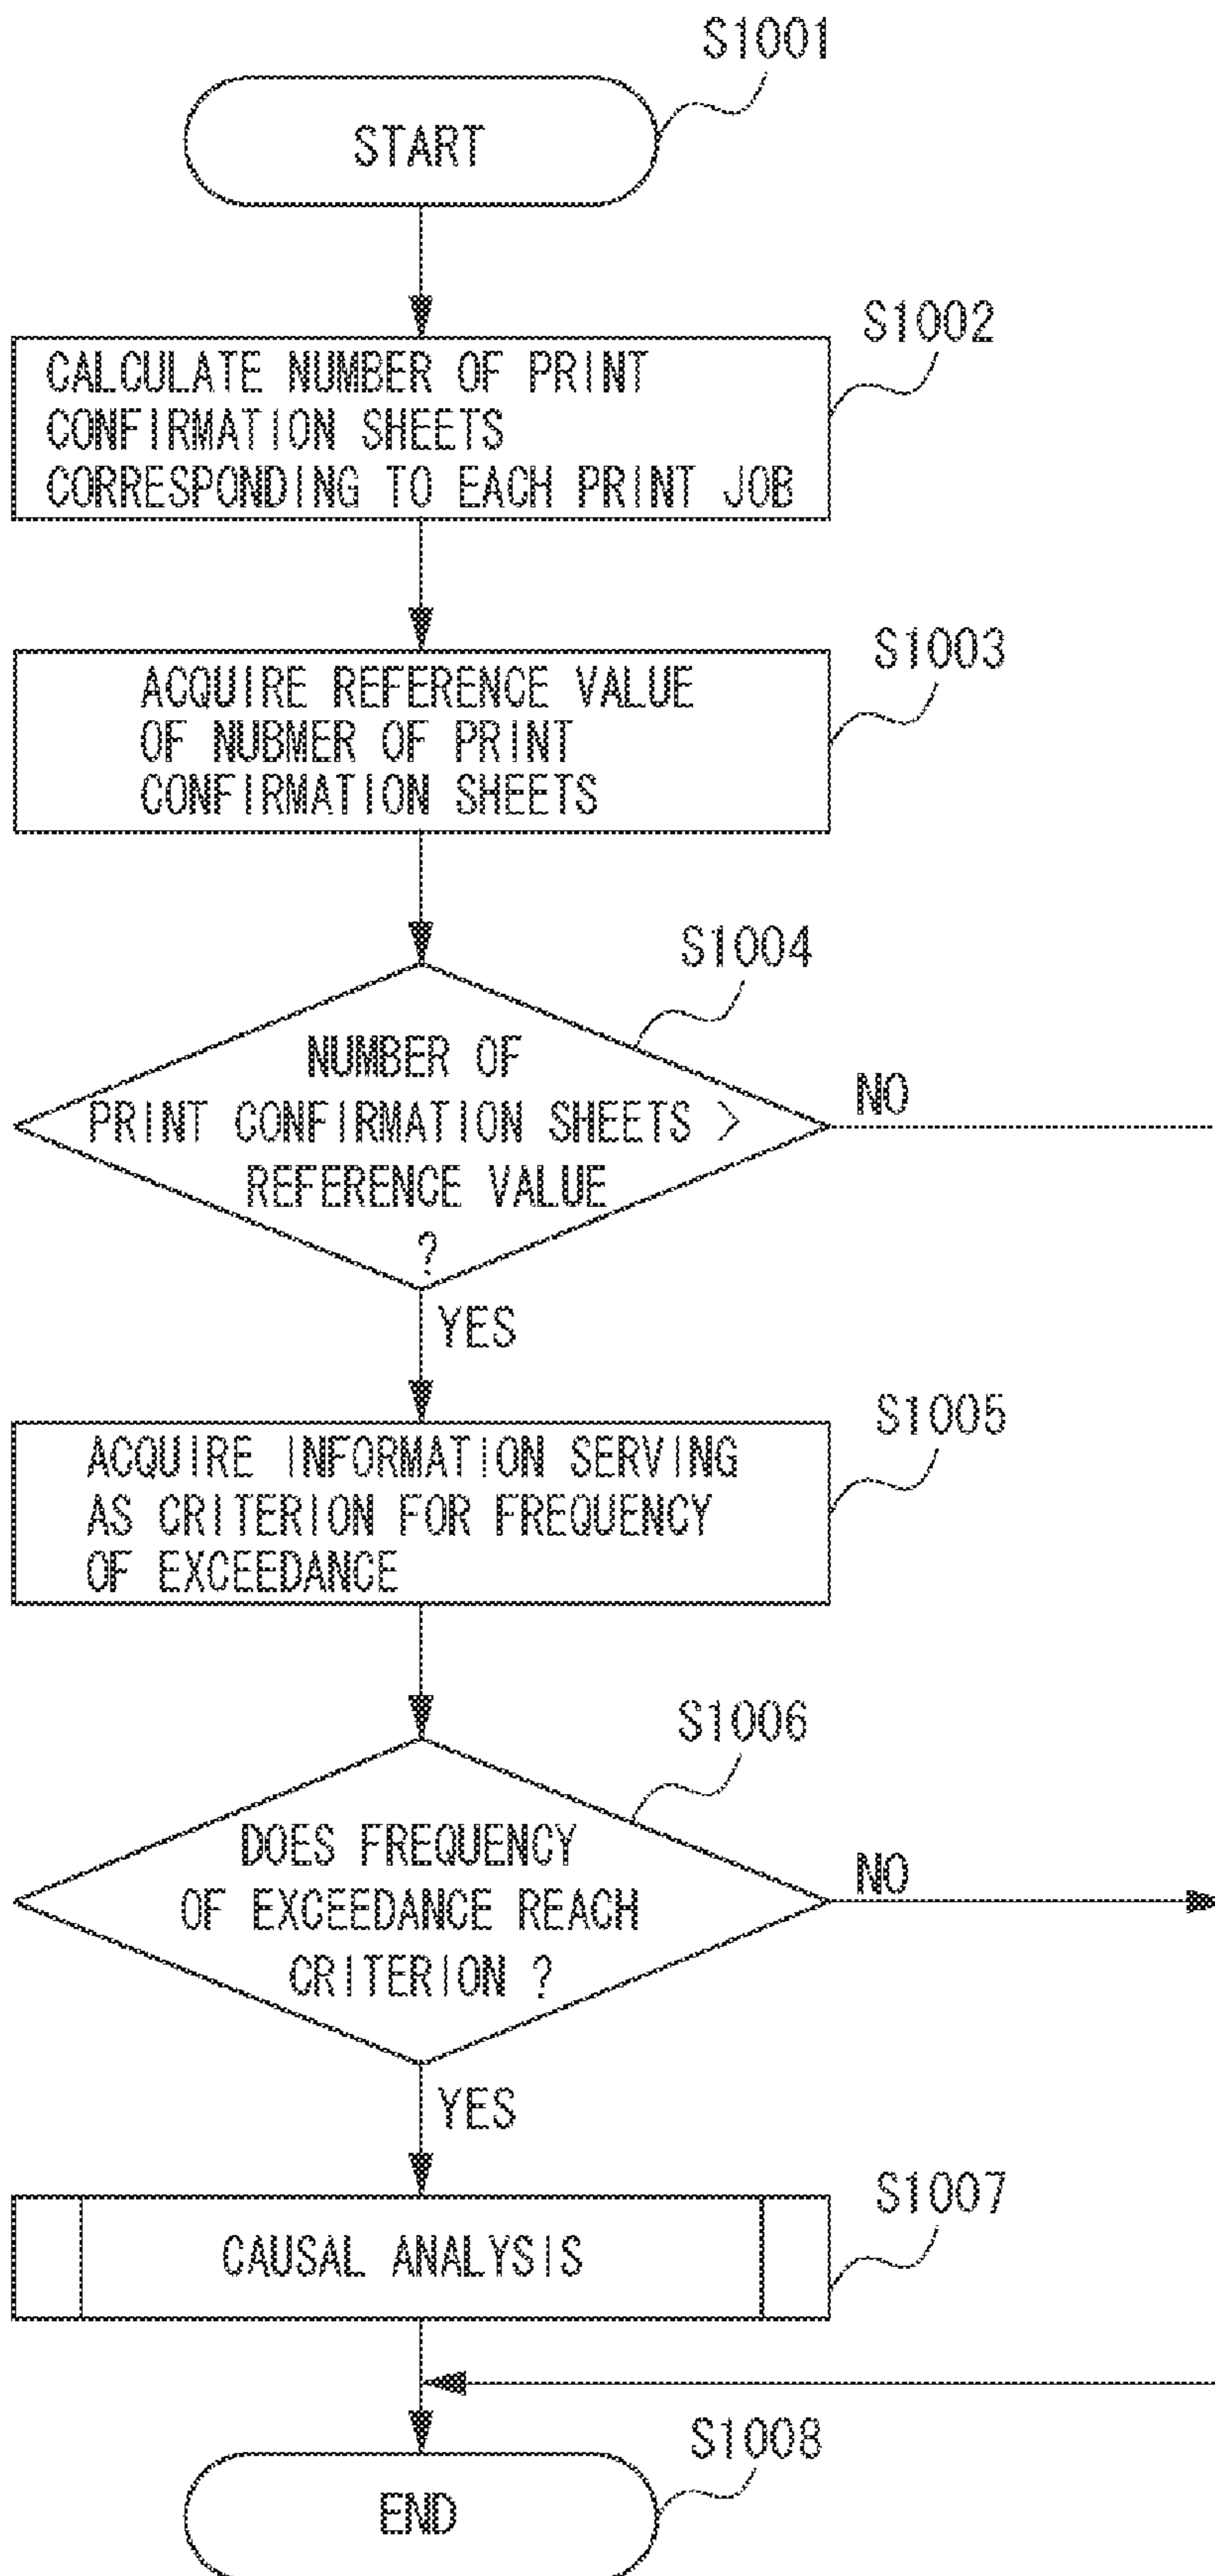 S1001
START
S1002
CALCULATE NUMBER OF PRINT
CONFIRMATION SHEETS
CORRESPONDING TO EACH PRINT JOB
S1003
ACQUIRE REFERENCE VALUE
OF NUBMER OF PRINT
CONFIRMATION SHEETS
S1004
NUMBER OF
PRINT CONFIRMATION SHEETS >
REFERENCE VALUE
?
NO
YES
S1005
ACQUIRE INFORMATION SERVING
AS CRITERION FOR FREQUENCY
OF EXCEEDANCE
S1006
DOES FREQUENCY
OF EXCEEDANCE REACH
CRITERION ?
NO
YES
S1007
CAUSAL ANALYSIS
S1008
END